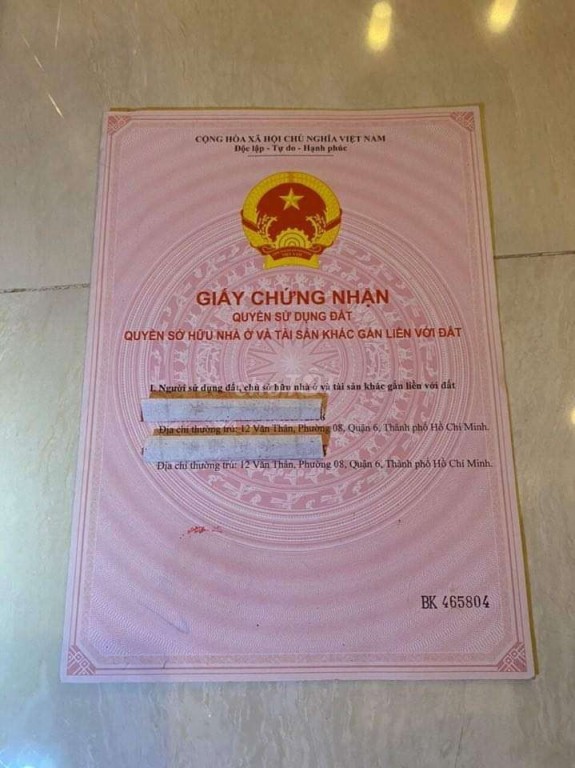 CỘNG HÒA XÃ HỘI CHỦ NGHĨA VIỆT NAM
Độc lập - Tự do - Hạnh phúc
GIẤY CHỨNG NHẬN
QUYỀN SỬ DỤNG ĐẤT
QUYỀN SỞ HỮU NHÀ Ở VÀ TÀI SẢN KHÁC GẮN LIỀN VỚI ĐẤT
I. Người sử dụng đất, chủ sở hữu nhà ở và tài sản khác gắn liền với đất
Địa chỉ thường trú: 12 Văn Thân, Phường 08, Quận 6, Thành phố Hồ Chí Minh.
Địa chỉ thường trú: 12 Văn Thân, Phường 08, Quận 6, Thành phố Hồ Chí Minh.
BK 465804